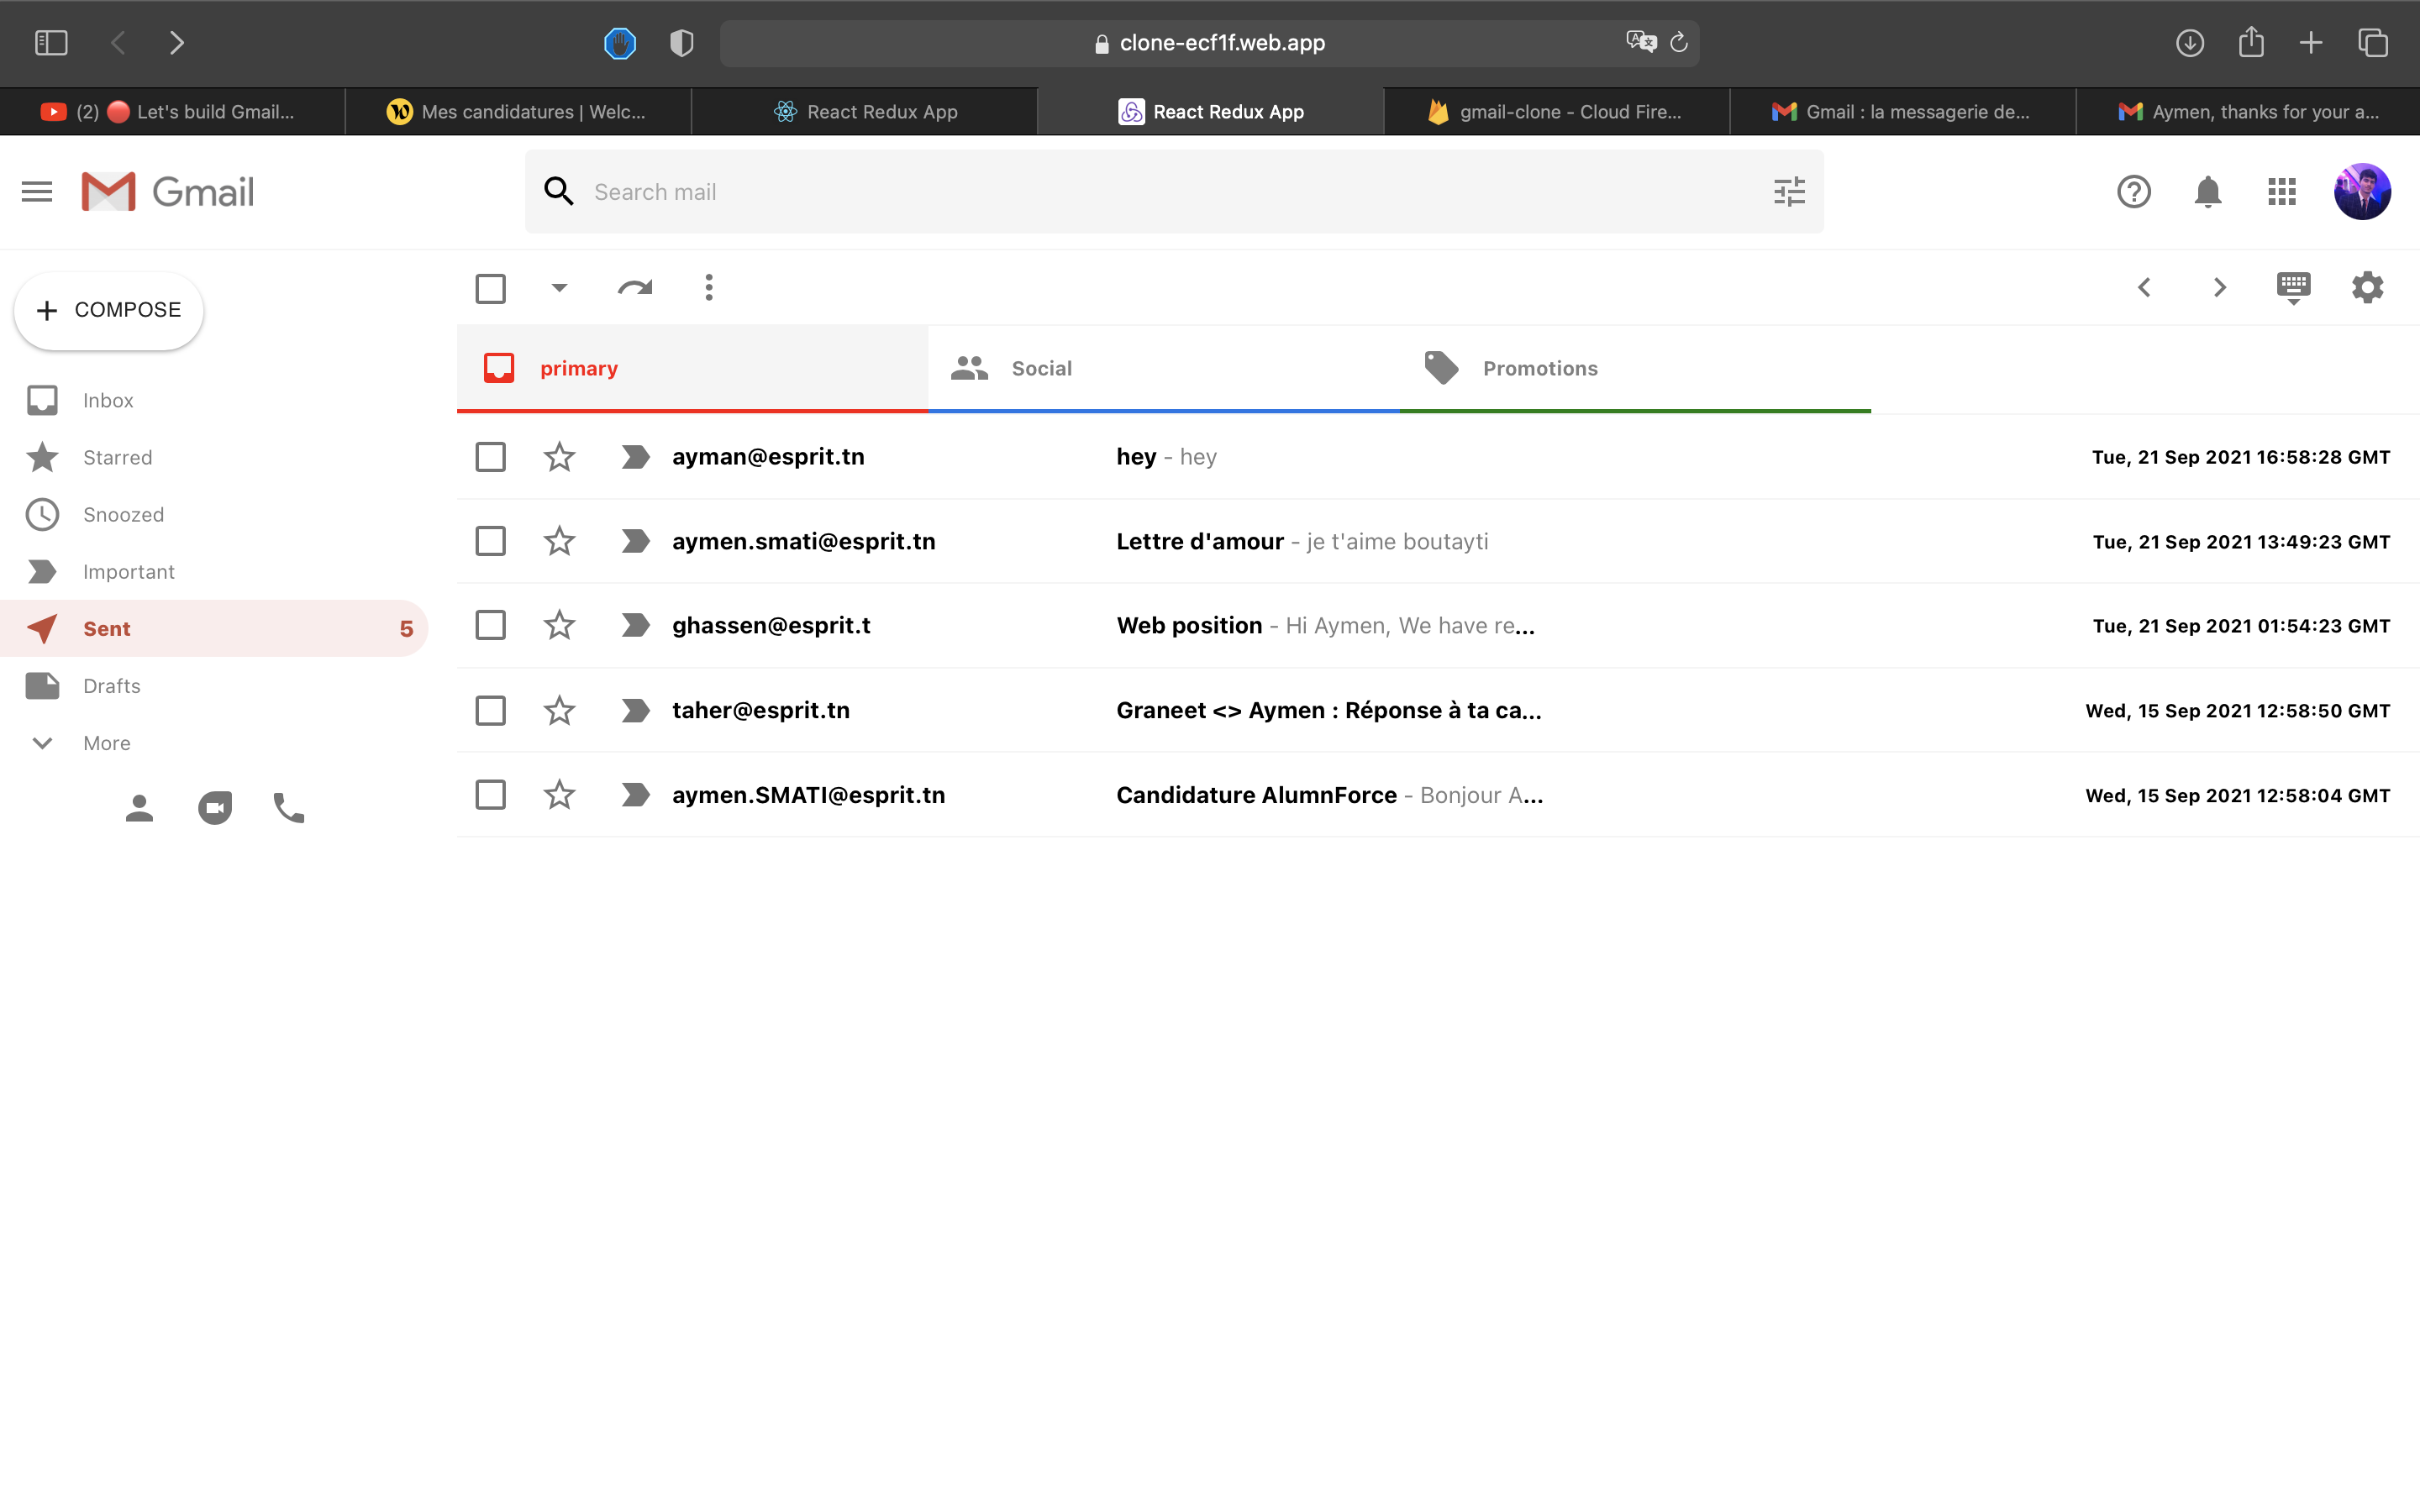 clone-ecf1f.web.app
(2) 🔴 Let's build Gmail...
Mes candidatures | Welc...
React Redux App
React Redux App
gmail-clone - Cloud Fire...
Gmail : la messagerie de...
Aymen, thanks for your a...
Gmail
Search mail
+ COMPOSE
primary
Social
Promotions
Inbox
Starred
Snoozed
Important
Sent 5
Drafts
More
ayman@esprit.tn hey - hey Tue, 21 Sep 2021 16:58:28 GMT
aymen.smati@esprit.tn Lettre d'amour - je t'aime boutayti Tue, 21 Sep 2021 13:49:23 GMT
ghassen@esprit.t Web position - Hi Aymen, We have re... Tue, 21 Sep 2021 01:54:23 GMT
taher@esprit.tn Graneet <> Aymen : Réponse à ta ca... Wed, 15 Sep 2021 12:58:50 GMT
aymen.SMATI@esprit.tn Candidature AlumnForce - Bonjour A... Wed, 15 Sep 2021 12:58:04 GMT